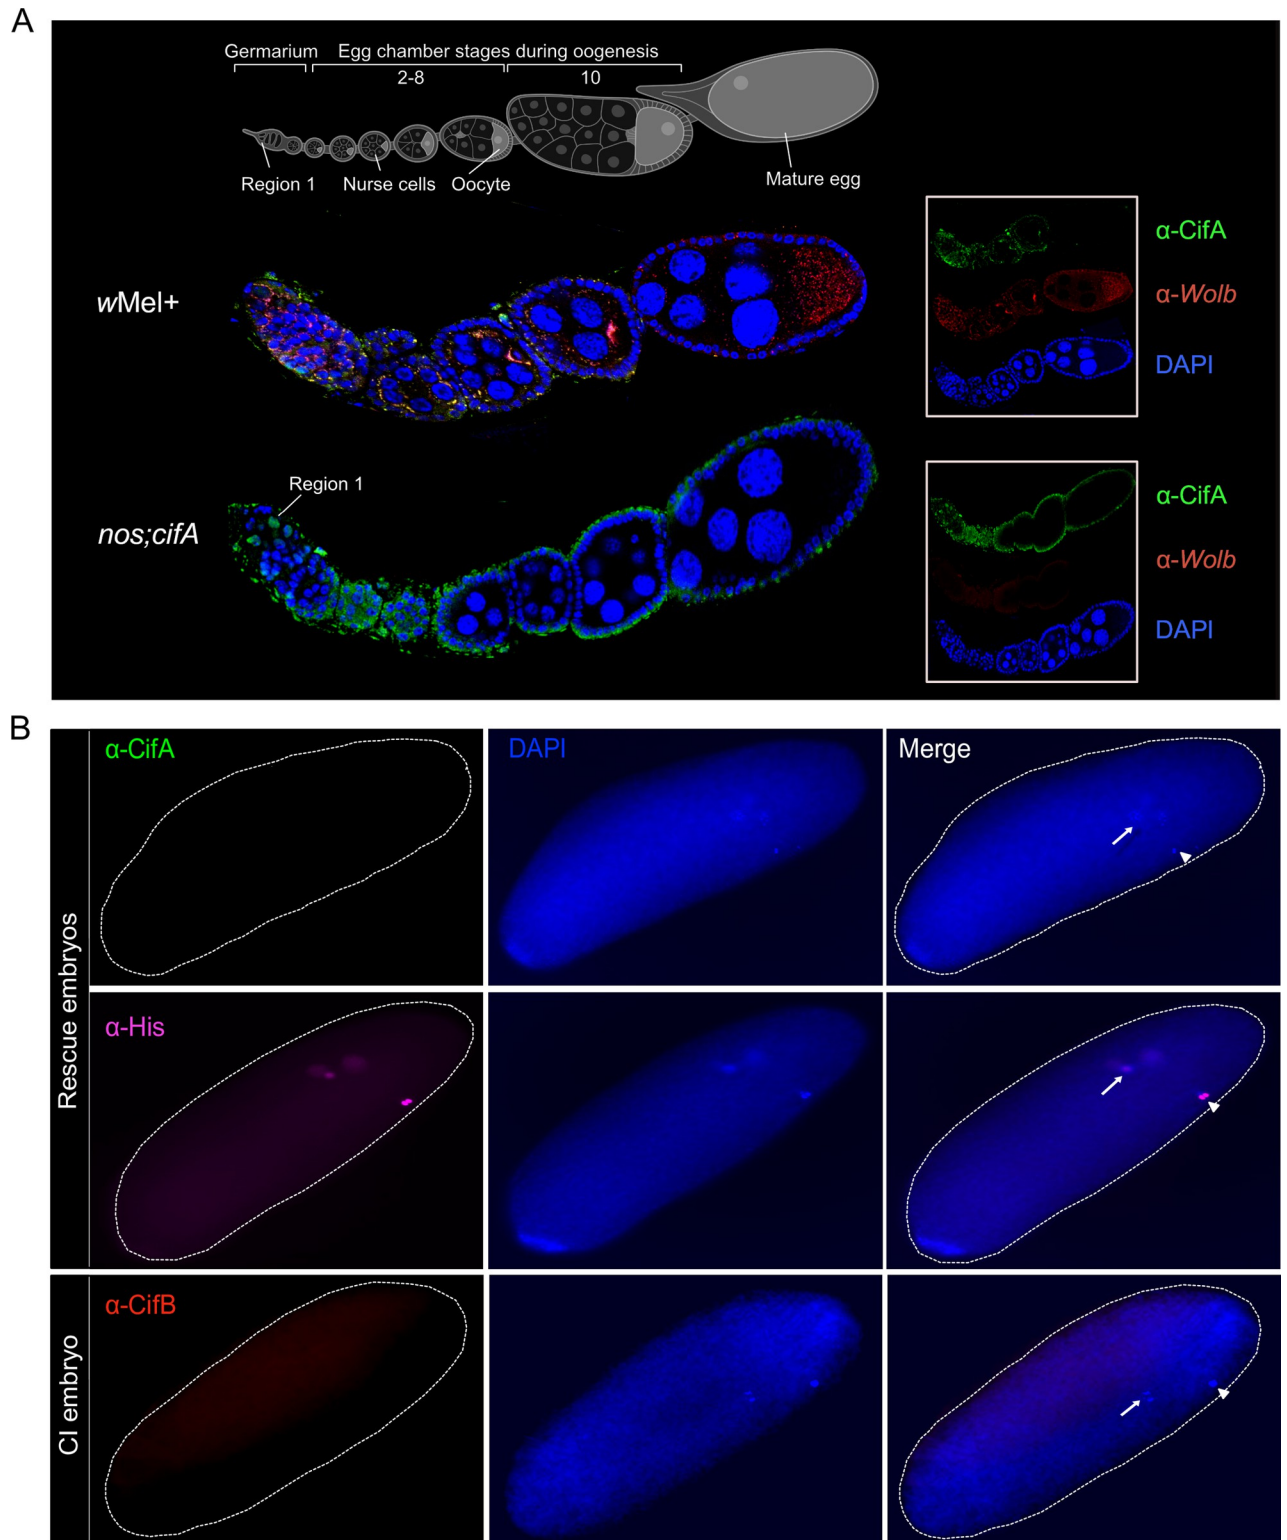 A
Germarium Egg chamber stages during oogenesis
2-8 10
Region 1 Nurse cells Oocyte Mature egg
wMel+
α-CifA
α-Wolb
DAPI
Region 1
nos;cifA
α-CifA
α-Wolb
DAPI
B
Rescue embryos
α-CifA DAPI Merge
α-His
CI embryo
α-CifB